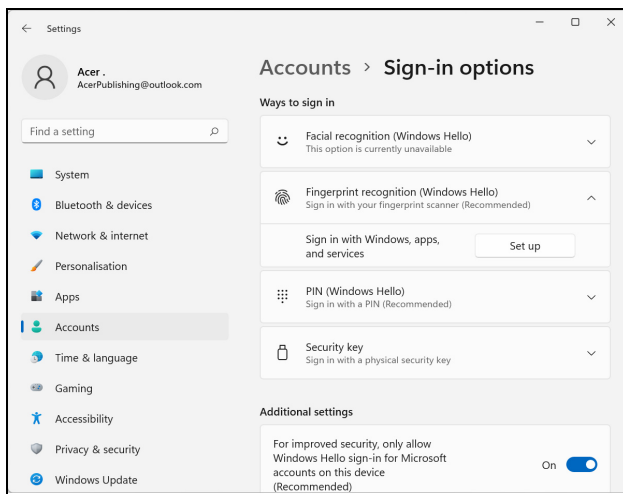 Settings
Acer .
AcerPublishing@outlook.com
Find a setting
System
Bluetooth & devices
Network & internet
Personalisation
Apps
Accounts
Time & language
Gaming
Accessibility
Privacy & security
Windows Update
Accounts > Sign-in options
Ways to sign in
Facial recognition (Windows Hello)
This option is currently unavailable
Fingerprint recognition (Windows Hello)
Sign in with your fingerprint scanner (Recommended)
Sign in with Windows, apps,
and services
Set up
PIN (Windows Hello)
Sign in with a PIN (Recommended)
Security key
Sign in with a physical security key
Additional settings
For improved security, only allow
Windows Hello sign-in for Microsoft
accounts on this device
(Recommended)
On